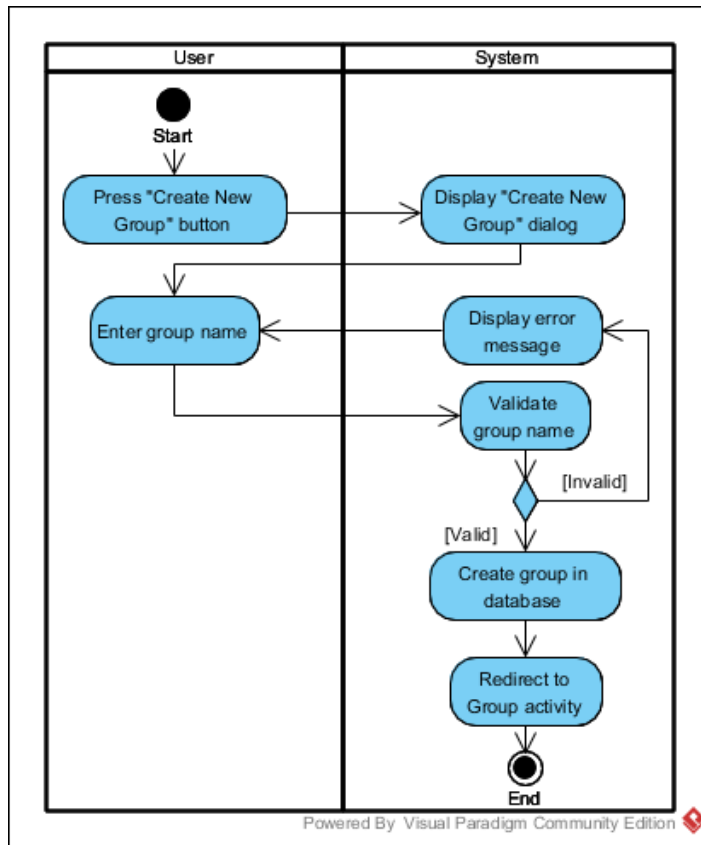 User
System
Start
Press "Create New
Group" button
Display "Create New
Group" dialog
Enter group name
Display error
message
Validate
group name
[Invalid]
[Valid]
Create group in
database
Redirect to
Group activity
End
Powered By Visual Paradigm Community Edition